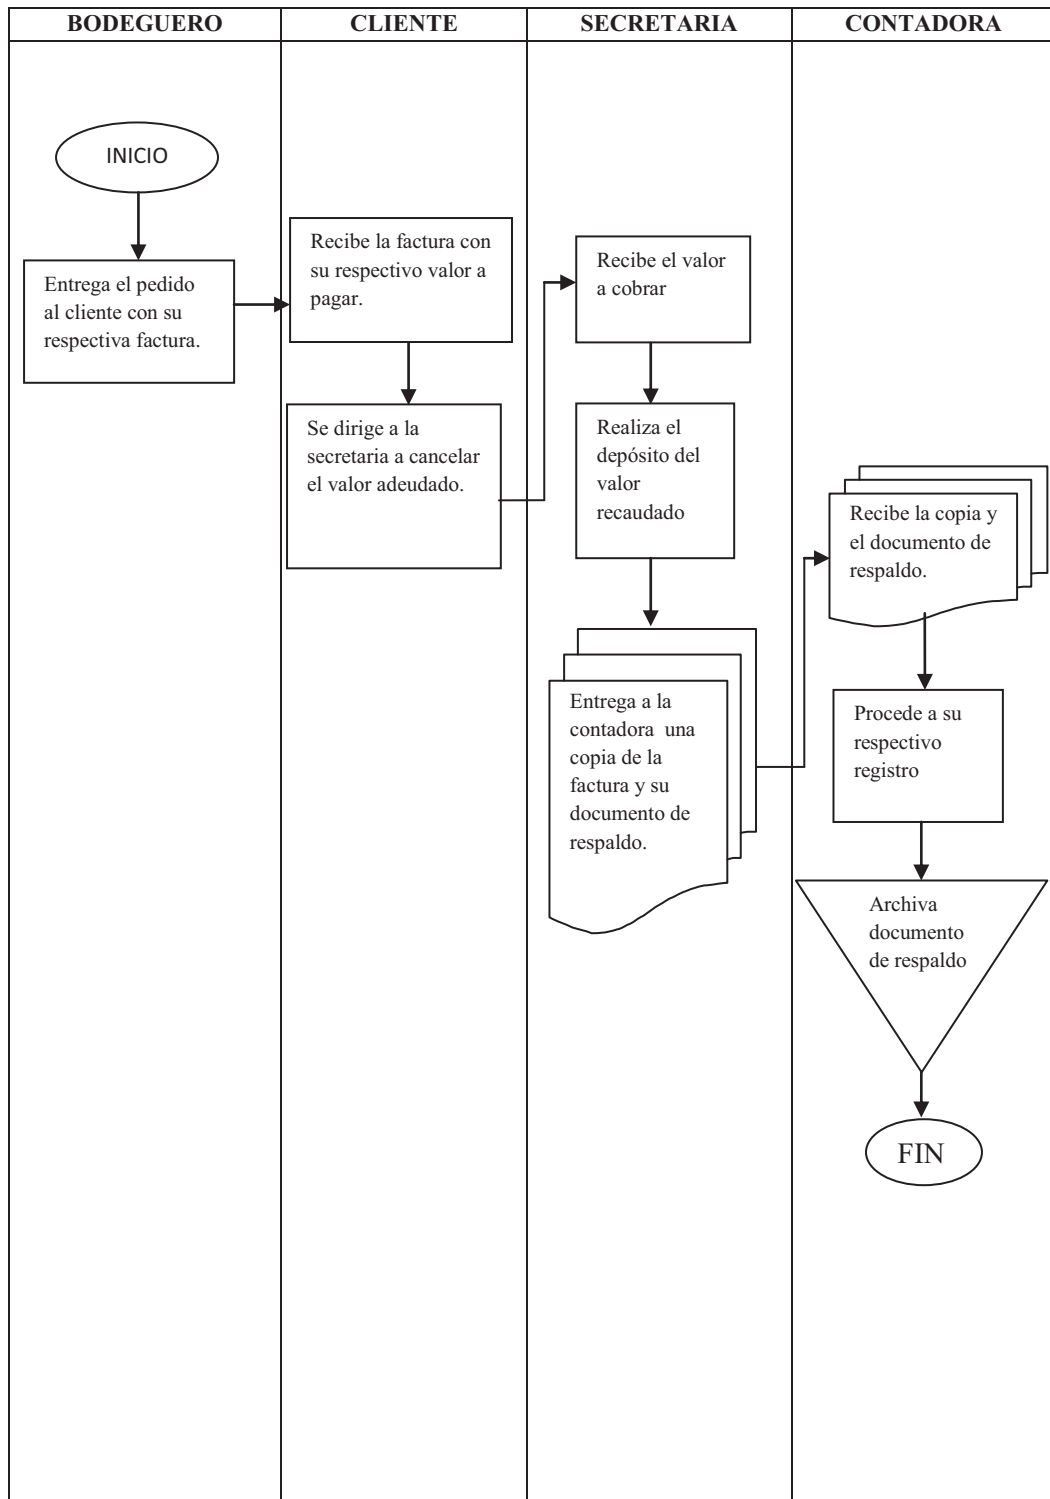 BODEGUERO
CLIENTE
SECRETARIA
CONTADORA
INICIO
Entrega el pedido
al cliente con su
respectiva factura.
Recibe la factura con
su respectivo valor a
pagar.
Se dirige a la
secretaria a cancelar
el valor adeudado.
Recibe el valor
a cobrar
Realiza el
depósito del
valor
recaudado
Entrega a la
contadora una
copia de la
factura y su
documento de
respaldo.
Recibe la copia y
el documento de
respaldo.
Procede a su
respectivo
registro
Archiva
documento
de respaldo
FIN